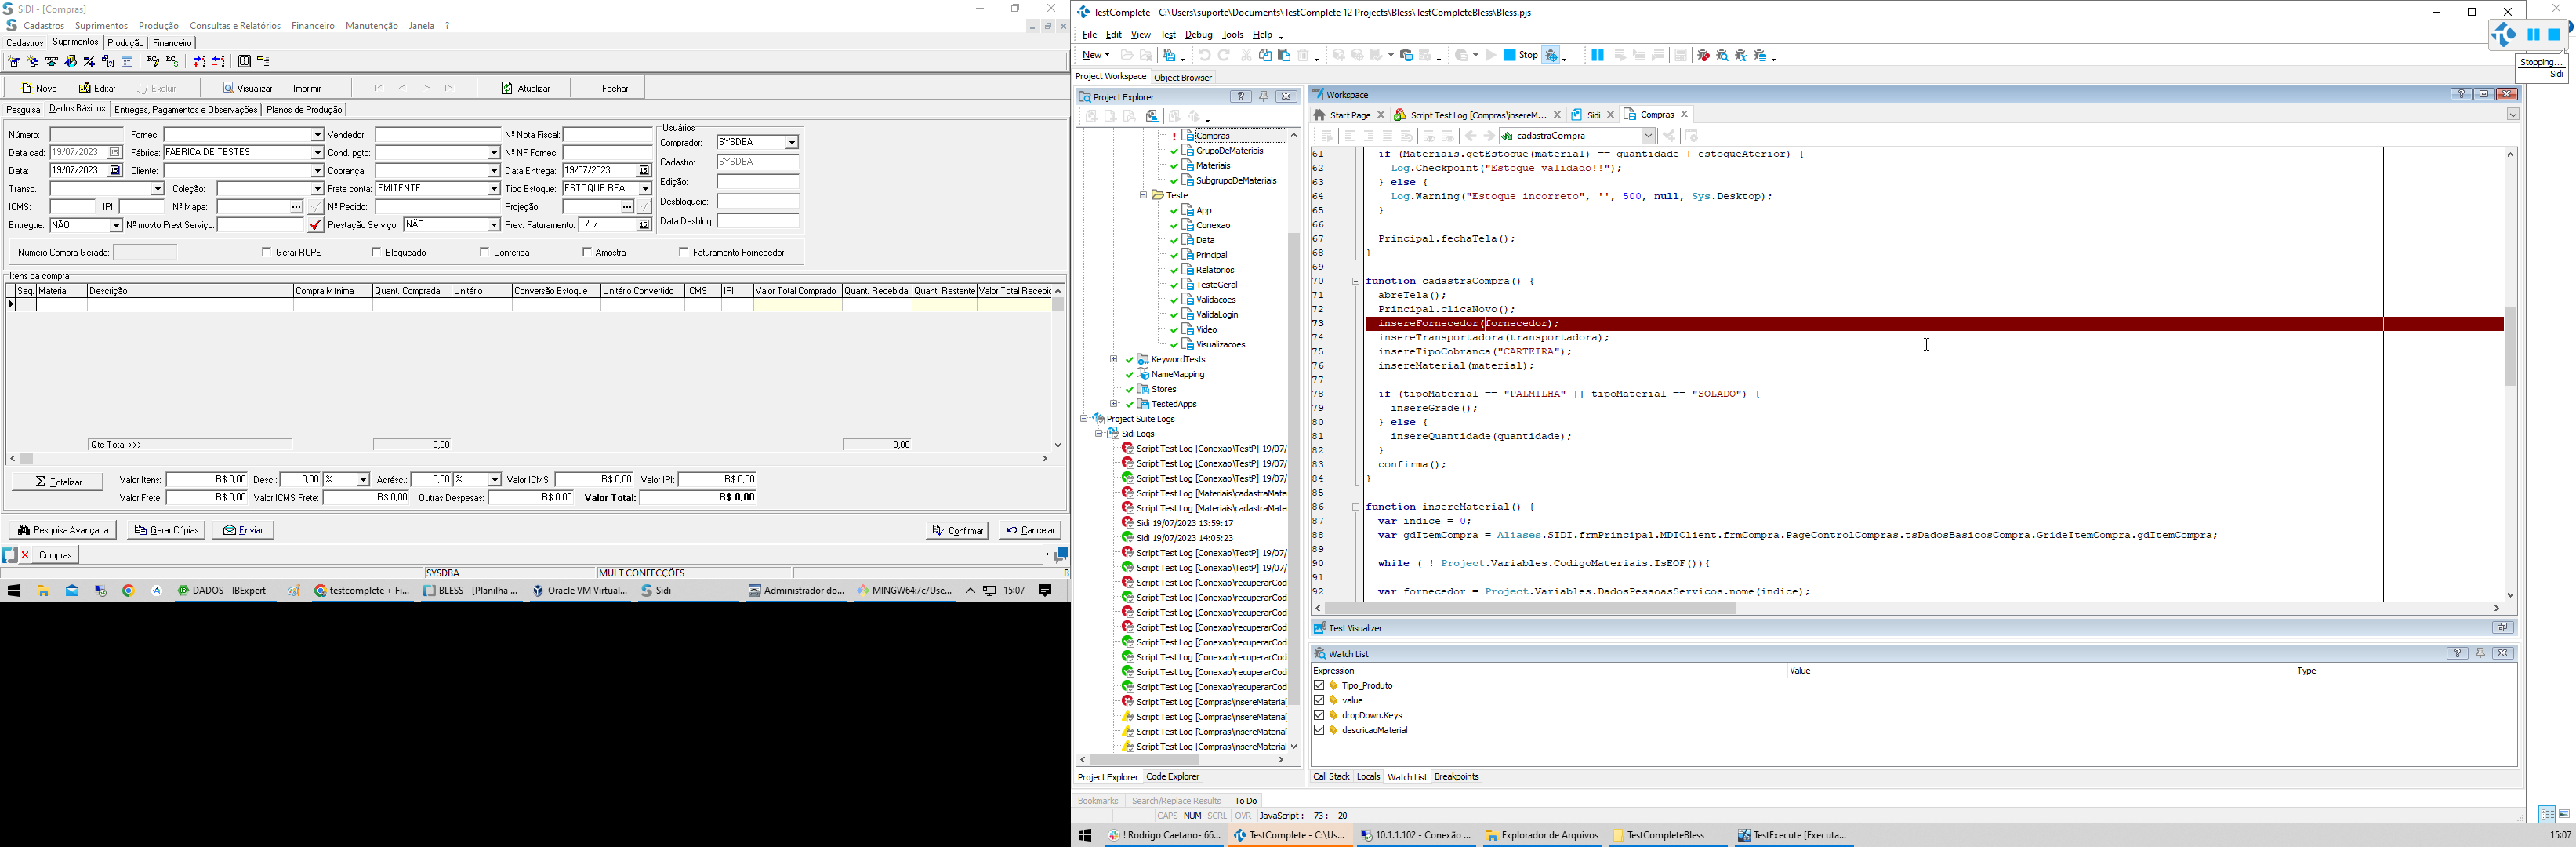 SIDI - [Compras]
Cadastros Suprimentos Produção Consultas e Relatórios Financeiro Manutenção Janela ?
Cadastros Suprimentos Produção Financeiro
Novo Editar Excluir Visualizar Imprimir Atualizar Fechar
Pesquisa Dados Básicos Entregas, Pagamentos e Observações Planos de Produção
Número: Fornec: Vendedor: Nº Nota Fiscal:
Data cad: 19/07/2023 Fábrica: FABRICA DE TESTES Cond. pgto: Nº NF Fornec:
Data: 19/07/2023 Cliente: Cobrança: Data Entrega: 19/07/2023
Transp.: Coleção: Frete conta: EMITENTE Tipo Estoque: ESTOQUE REAL
ICMS: IPI: Nº Mapa: ... Nº Pedido: Projeção: ...
Entregue: NÃO Nº movto Prest Serviço: Prestação Serviço: NÃO Prev. Faturamento: / /
Usuários
Comprador: SYSDBA
Cadastro: SYSDBA
Edição:
Desbloqueio:
Data Desbloq.:
Número Compra Gerada: Gerar RCPE Bloqueado Conferida Amostra Faturamento Fornecedor
Itens da compra
Seq. Material Descrição Compra Mínima Quant. Comprada Unitário Conversão Estoque Unitário Convertido ICMS IPI Valor Total Comprado Quant. Recebida Quant. Restante Valor Total Recebic
Qte Total >>> 0,00 0,00
Totalizar Valor Itens: R$ 0,00 Desc.: 0,00 % Acrésc.: 0,00 % Valor ICMS: R$ 0,00 Valor IPI: R$ 0,00
Valor Frete: R$ 0,00 Valor ICMS Frete: R$ 0,00 Outras Despesas: R$ 0,00 Valor Total: R$ 0,00
Pesquisa Avançada Gerar Cópias Enviar Confirmar Cancelar
Compras
SYSDBA MULT CONFECÇÕES B
DADOS - IBExpert testcomplete + Fi... BLESS - [Planilha ... Oracle VM Virtual... Sidi Administrador do... MINGW64:/c/Use... 15:07
TestComplete - C:\Users\suporte\Documents\TestComplete 12 Projects\Bless\TestCompleteBless\Bless.pjs
File Edit View Test Debug Tools Help
New Stop
Stopping...
Sidi
Project Workspace Object Browser
Project Explorer
Compras
GrupoDeMateriais
Materiais
SubgrupoDeMateriais
Teste
App
Conexao
Data
Principal
Relatorios
TesteGeral
Validacoes
ValidaLogin
Video
Visualizacoes
KeywordTests
NameMapping
Stores
TestedApps
Project Suite Logs
Sidi Logs
Script Test Log [Conexao\TestP] 19/07/
Script Test Log [Conexao\TestP] 19/07/
Script Test Log [Conexao\TestP] 19/07/
Script Test Log [Materiais\cadastraMate
Script Test Log [Materiais\cadastraMate
Sidi 19/07/2023 13:59:17
Sidi 19/07/2023 14:05:23
Script Test Log [Conexao\TestP] 19/07/
Script Test Log [Conexao\TestP] 19/07/
Script Test Log [Conexao\recuperarCod
Script Test Log [Conexao\recuperarCod
Script Test Log [Conexao\recuperarCod
Script Test Log [Conexao\recuperarCod
Script Test Log [Conexao\recuperarCod
Script Test Log [Conexao\recuperarCod
Script Test Log [Conexao\recuperarCod
Script Test Log [Conexao\recuperarCod
Script Test Log [Compras\insereMaterial
Script Test Log [Compras\insereMaterial
Script Test Log [Compras\insereMaterial
Script Test Log [Compras\insereMaterial
Project Explorer Code Explorer
Workspace
Start Page Script Test Log [Compras\insereM... Sidi Compras
cadastraCompra
61 if (Materiais.getEstoque(material) == quantidade + estoqueAterior) {
62 Log.Checkpoint("Estoque validado!!");
63 } else {
64 Log.Warning("Estoque incorreto", '', 500, null, Sys.Desktop);
65 }
66
67 Principal.fechaTela();
68 }
69
70 function cadastraCompra() {
71 abreTela();
72 Principal.clicaNovo();
73 insereFornecedor(fornecedor);
74 insereTransportadora(transportadora);
75 insereTipoCobranca("CARTEIRA");
76 insereMaterial(material);
77
78 if (tipoMaterial == "PALMILHA" || tipoMaterial == "SOLADO") {
79 insereGrade();
80 } else {
81 insereQuantidade(quantidade);
82 }
83 confirma();
84 }
85
86 function insereMaterial() {
87 var indice = 0;
88 var gdItemCompra = Aliases.SIDI.frmPrincipal.MDIClient.frmCompra.PageControlCompras.tsDadosBasicosCompra.GrideItemCompra.gdItemCompra;
89
90 while ( ! Project.Variables.CodigoMateriais.IsEOF()){
91
92 var fornecedor = Project.Variables.DadosPessoasServicos.nome(indice);
Test Visualizer
Watch List
Expression Value Type
Tipo_Produto
value
dropDown.Keys
descricaoMaterial
Call Stack Locals Watch List Breakpoints
Bookmarks Search/Replace Results To Do
CAPS NUM SCRL OVR JavaScript : 73 : 20
! Rodrigo Caetano- 66... TestComplete - C:\Us... 10.1.1.102 - Conexão ... Explorador de Arquivos TestCompleteBless TestExecute [Executa... 15:07